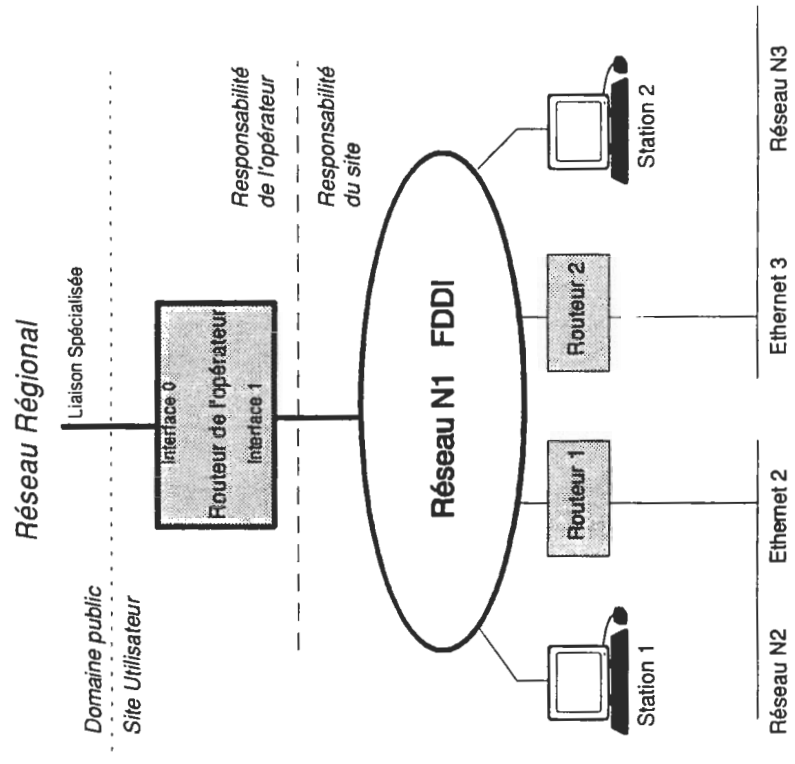 Réseau Régional
Liaison Spécialisée
Domaine public
Site Utilisateur
Interface 0
Routeur de l'opérateur
Interface 1
Responsabilité
de l'opérateur
Responsabilité
du site
Réseau N1 FDDI
Station 1
Routeur 1
Routeur 2
Station 2
Réseau N2
Ethernet 2
Ethernet 3
Réseau N3